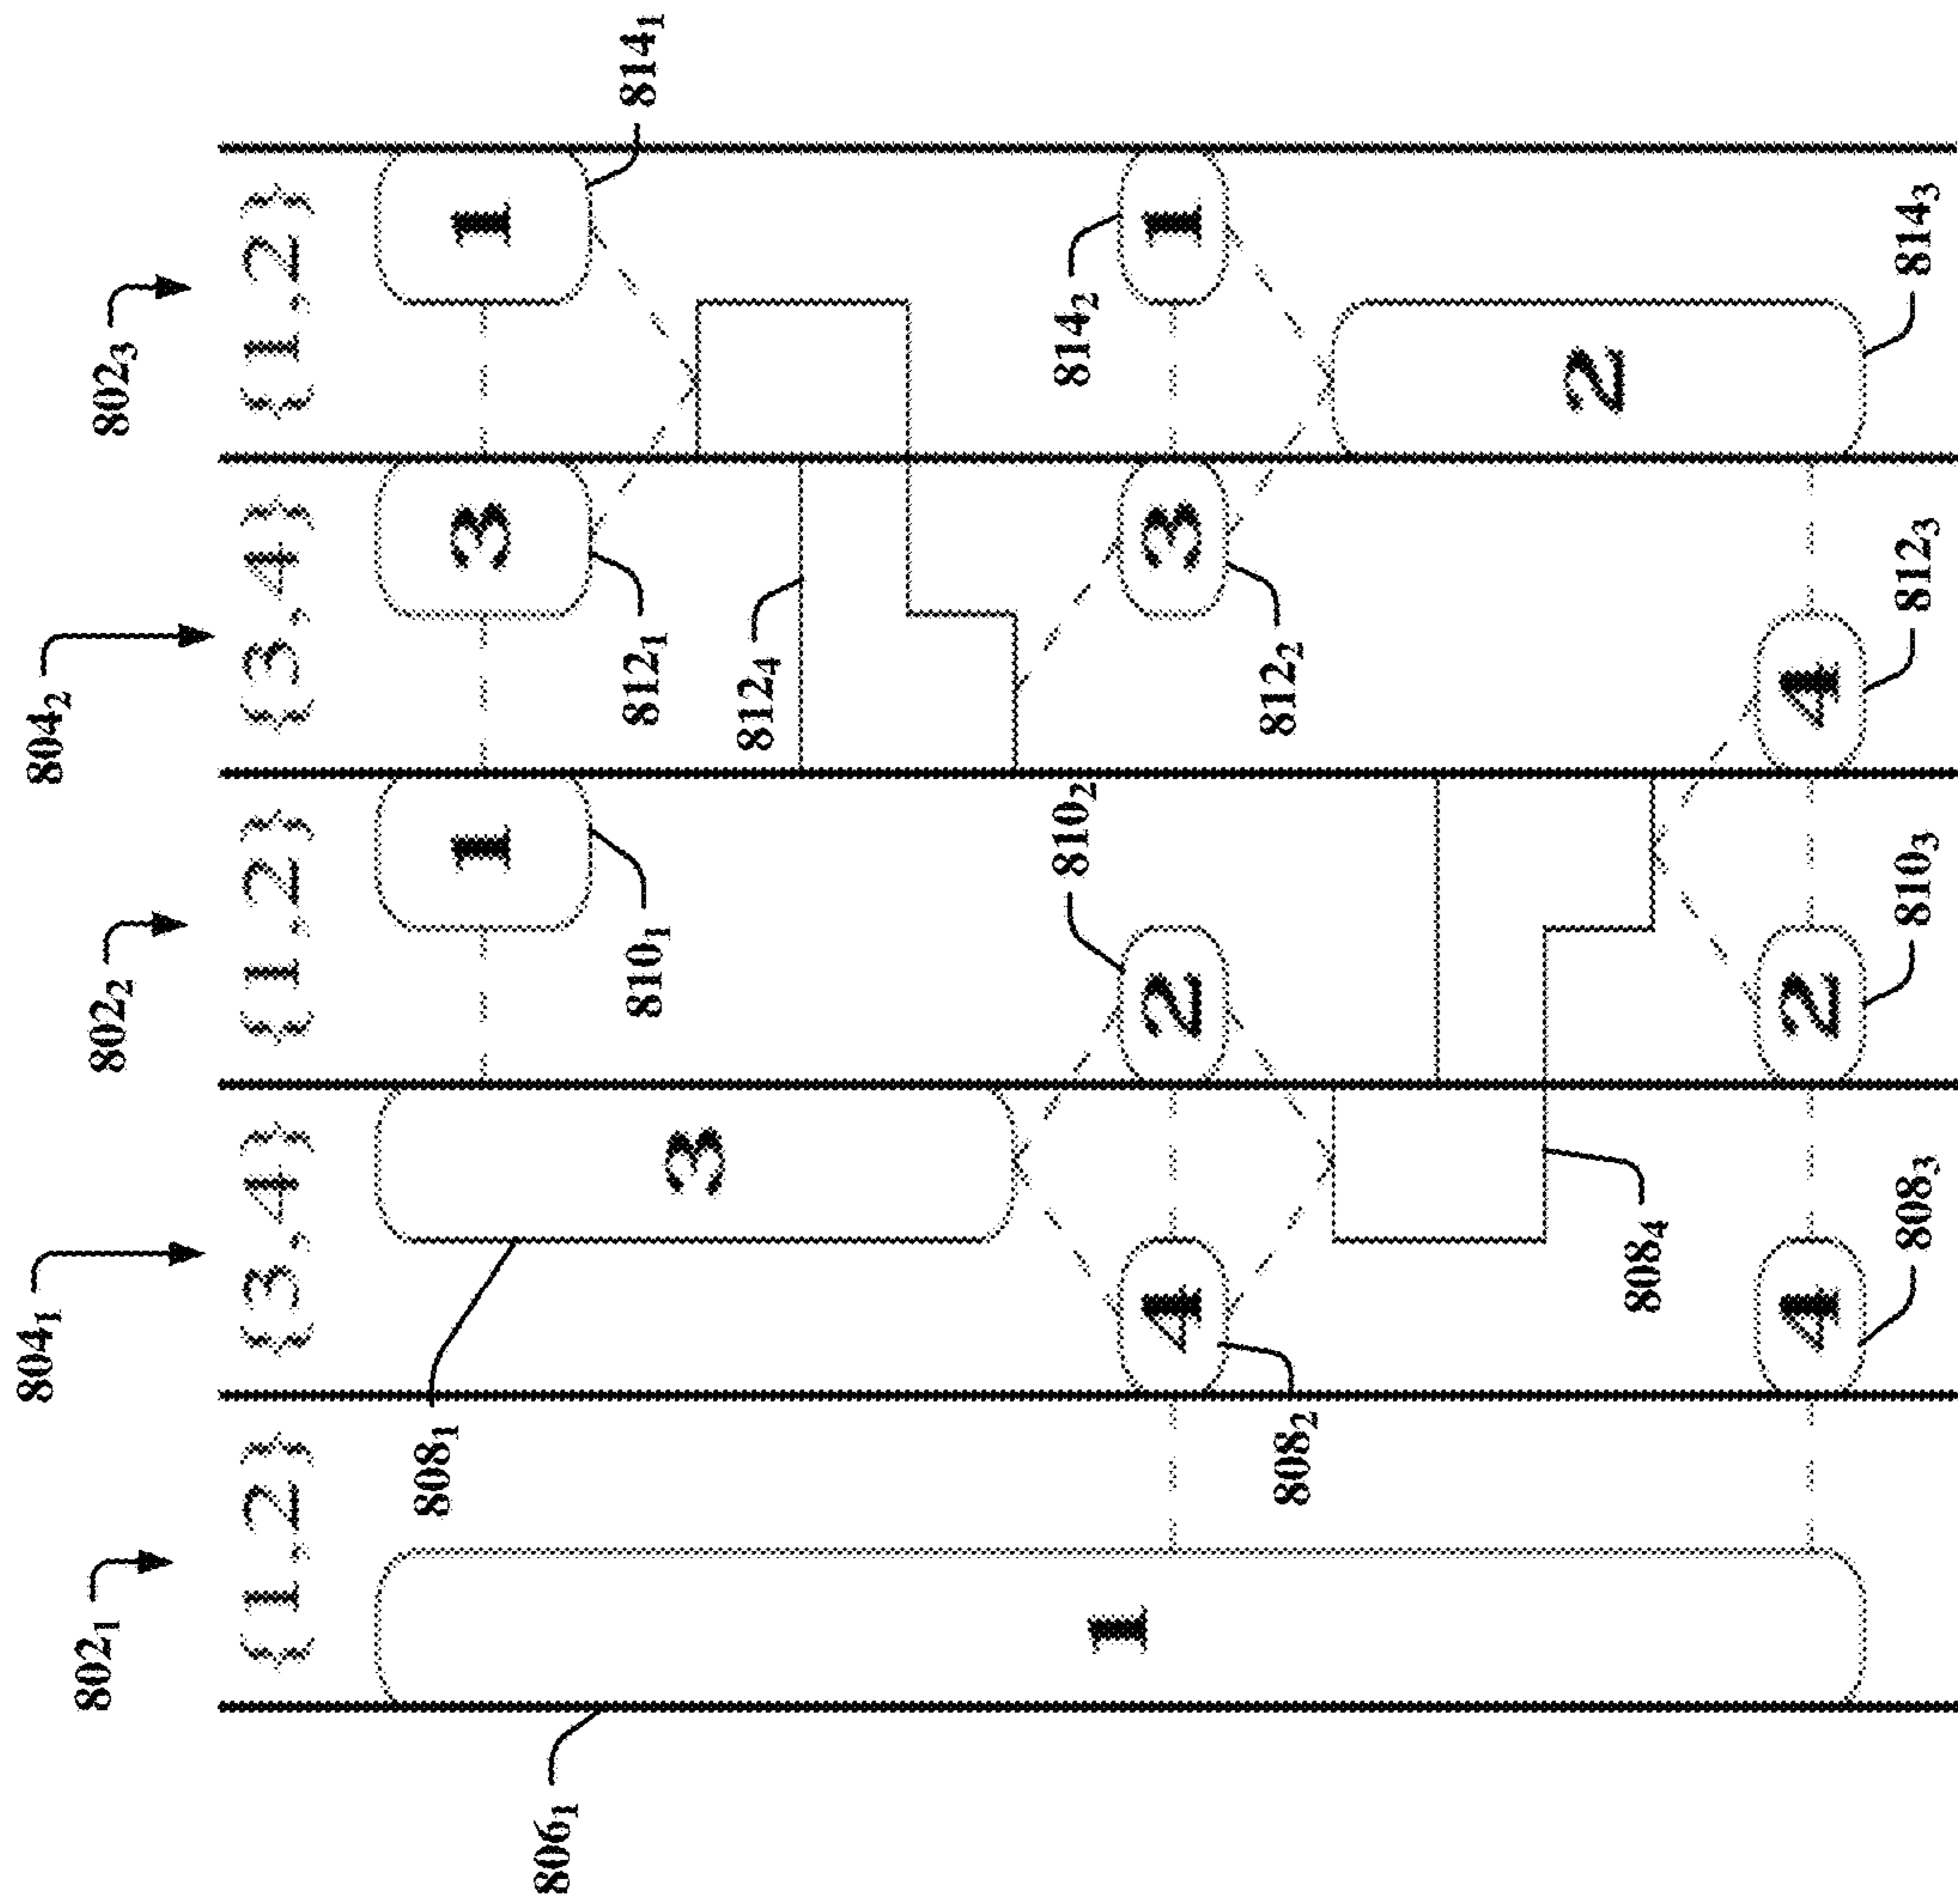 804₁ 804₂
802₁ 802₂ 802₃
{1,2} {3,4} {1,2} {3,4} {1,2}
808₁
1 3 1
806₁
810₁ 812₁ 814₁
3
812₄
810₂ 814₂
1
4 2 3 1
808₂ 812₂
2
808₄
4 2 4
808₃ 810₃ 812₃ 814₃